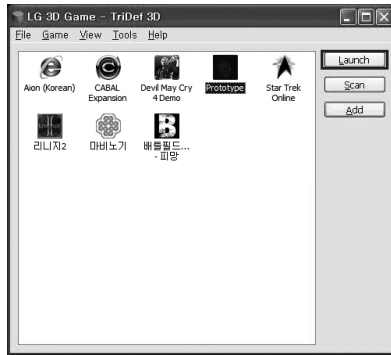 LG 3D Game - TriDef 3D
File Game View Tools Help
Launch
Scan
Add
Aion (Korean)
CABAL
Expansion
Devil May Cry
4 Demo
Prototype
Star Trek
Online
리니지2
마비노기
배틀필드...
- 피망